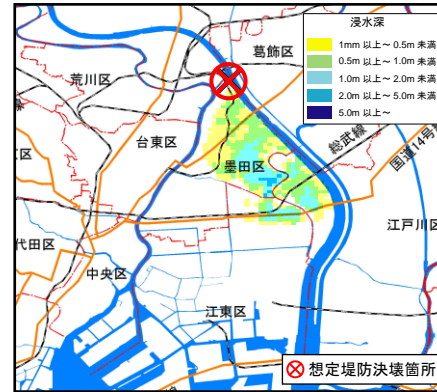 浸水深
1mm 以上～ 0.5m 未満
0.5m 以上～ 1.0m 未満
1.0m 以上～ 2.0m 未満
2.0m 以上～ 5.0m 未満
5.0m 以上～
葛飾区
荒川区
台東区
総武線
国道14号
墨田区
江戸川区
代田区
中央区
江東区
想定堤防決壊箇所